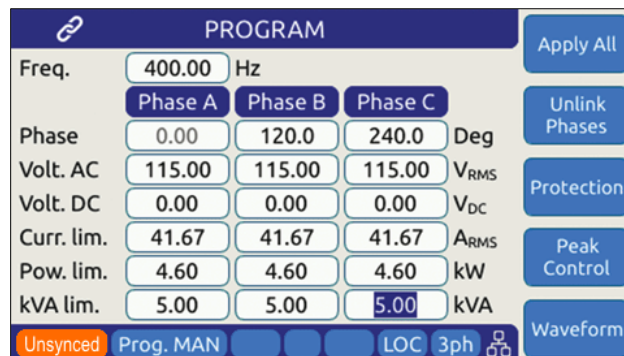 PROGRAM
Apply All
Freq. 400.00 Hz
Phase A Phase B Phase C
Unlink
Phases
Phase 0.00 120.0 240.0 Deg
Volt. AC 115.00 115.00 115.00 VRMS
Protection
Volt. DC 0.00 0.00 0.00 VDC
Curr. lim. 41.67 41.67 41.67 ARMS
Peak
Control
Pow. lim. 4.60 4.60 4.60 kW
kVA lim. 5.00 5.00 5.00 kVA
Waveform
Unsynced Prog. MAN LOC 3ph